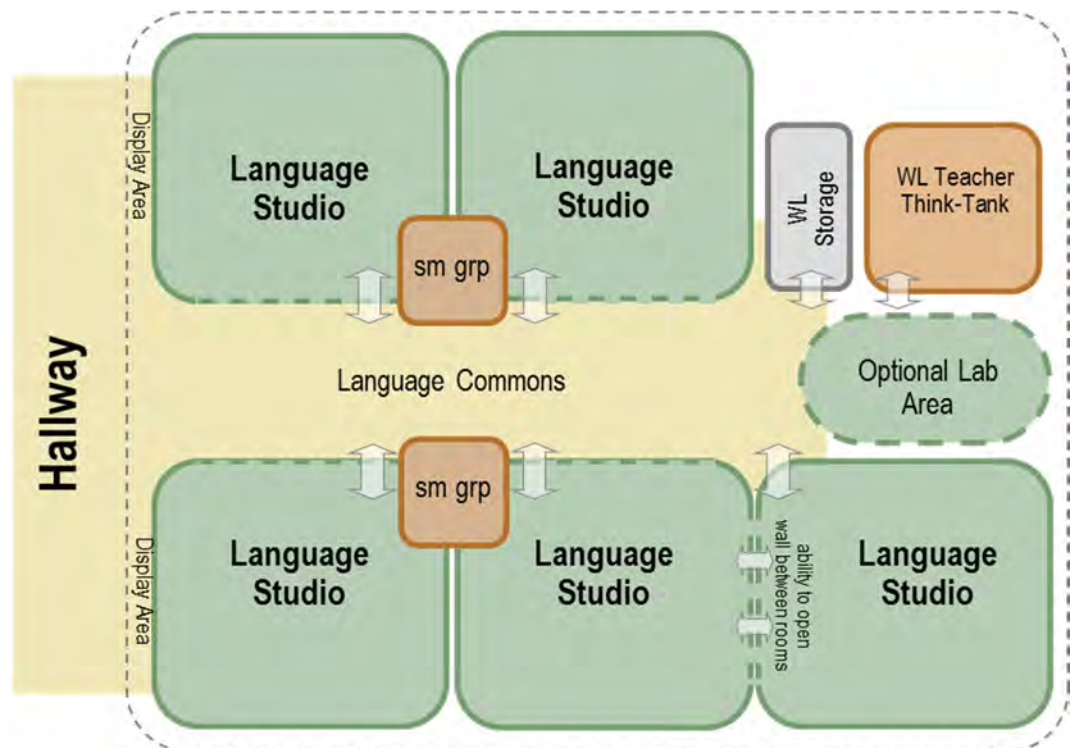 Hallway
Display Area
Language
Studio
Language
Studio
WL
Storage
WL Teacher
Think-Tank
sm grp
Language Commons
Optional Lab
Area
sm grp
Display Area
Language
Studio
Language
Studio
ability to open
wall between rooms
Language
Studio